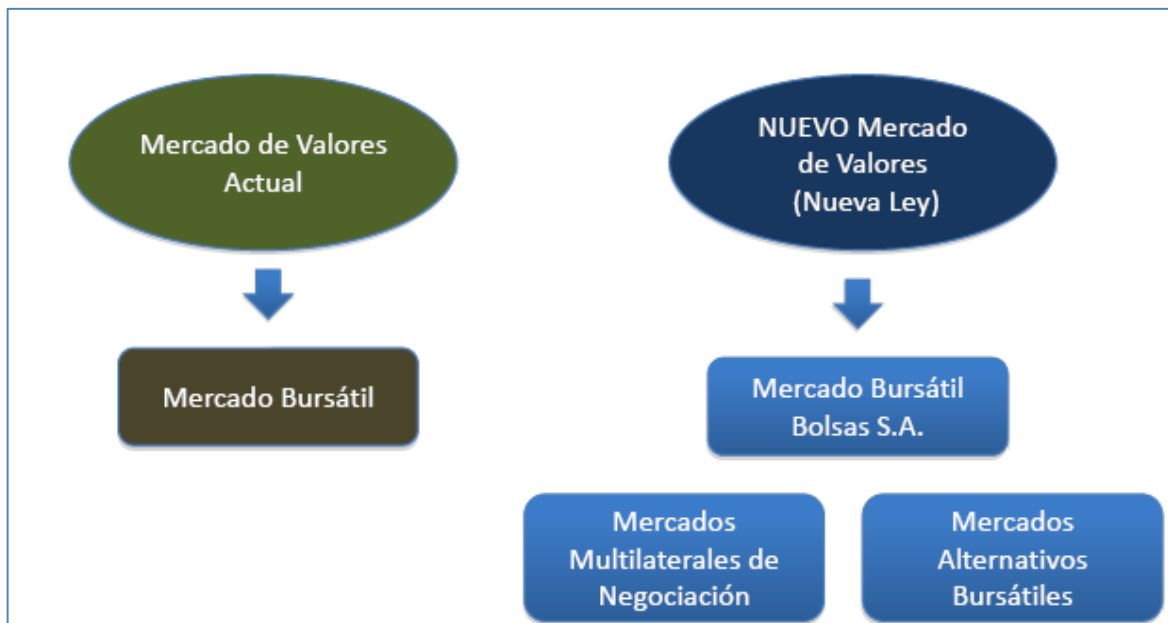 Mercado de Valores
Actual
Mercado Bursátil
NUEVO Mercado
de Valores
(Nueva Ley)
Mercado Bursátil
Bolsas S.A.
Mercados
Multilaterales de
Negociación
Mercados
Alternativos
Bursátiles